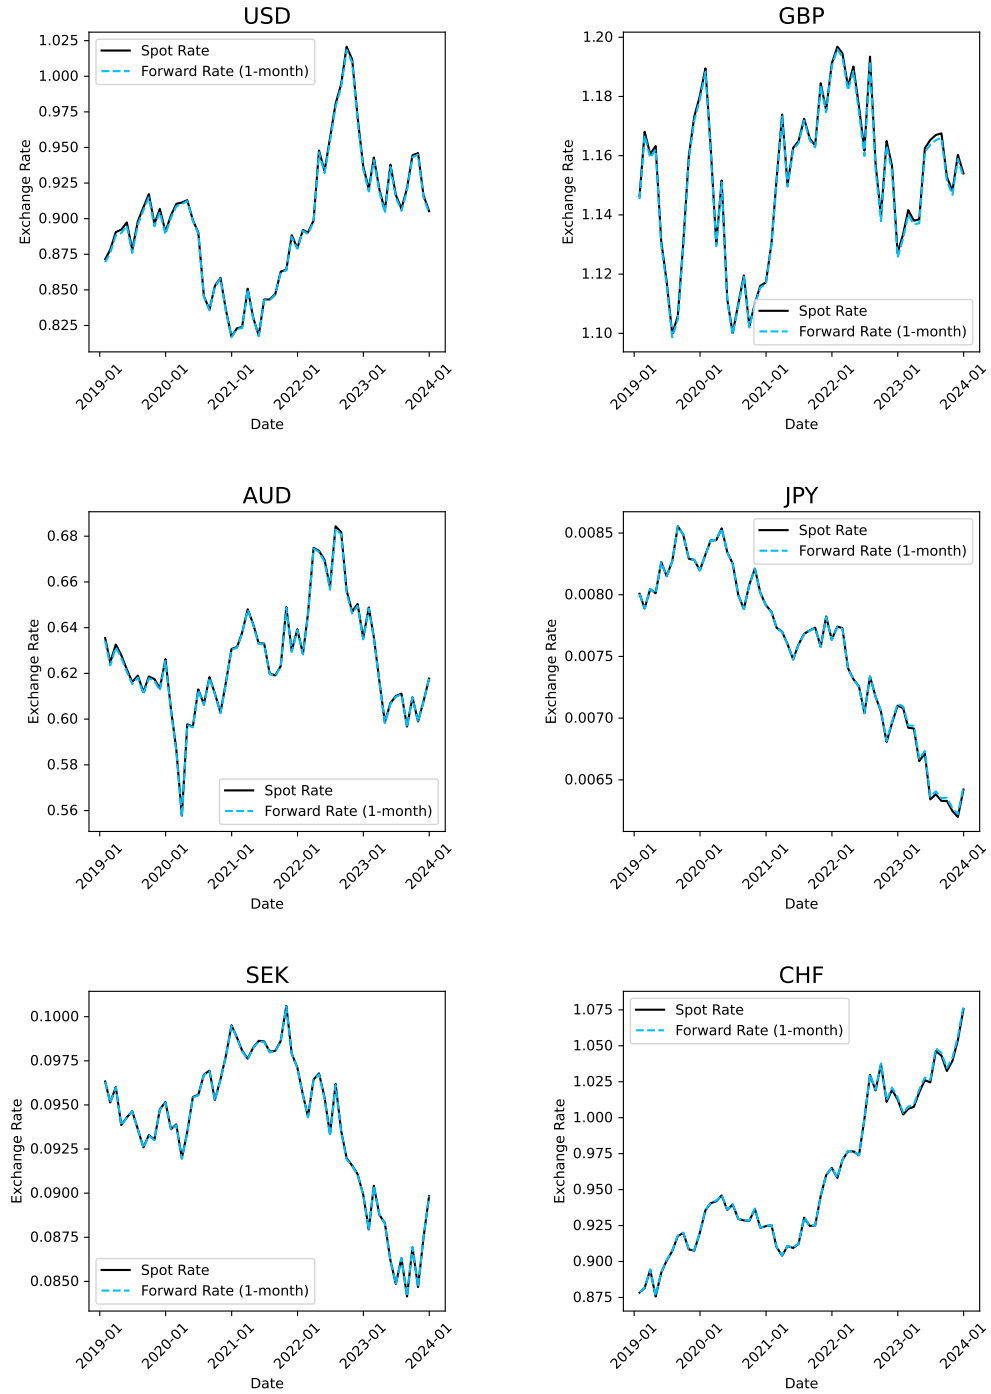 USD
Exchange Rate
1.025
1.000
0.975
0.950
0.925
0.900
0.875
0.850
0.825
Spot Rate
Forward Rate (1-month)
2019-01
2020-01
2021-01
2022-01
2023-01
2024-01
Date
GBP
Exchange Rate
1.20
1.18
1.16
1.14
1.12
1.10
Spot Rate
Forward Rate (1-month)
2019-01
2020-01
2021-01
2022-01
2023-01
2024-01
Date
AUD
Exchange Rate
0.68
0.66
0.64
0.62
0.60
0.58
0.56
Spot Rate
Forward Rate (1-month)
2019-01
2020-01
2021-01
2022-01
2023-01
2024-01
Date
JPY
Exchange Rate
0.0085
0.0080
0.0075
0.0070
0.0065
Spot Rate
Forward Rate (1-month)
2019-01
2020-01
2021-01
2022-01
2023-01
2024-01
Date
SEK
Exchange Rate
0.1000
0.0975
0.0950
0.0925
0.0900
0.0875
0.0850
Spot Rate
Forward Rate (1-month)
2019-01
2020-01
2021-01
2022-01
2023-01
2024-01
Date
CHF
Exchange Rate
1.075
1.050
1.025
1.000
0.975
0.950
0.925
0.900
0.875
Spot Rate
Forward Rate (1-month)
2019-01
2020-01
2021-01
2022-01
2023-01
2024-01
Date